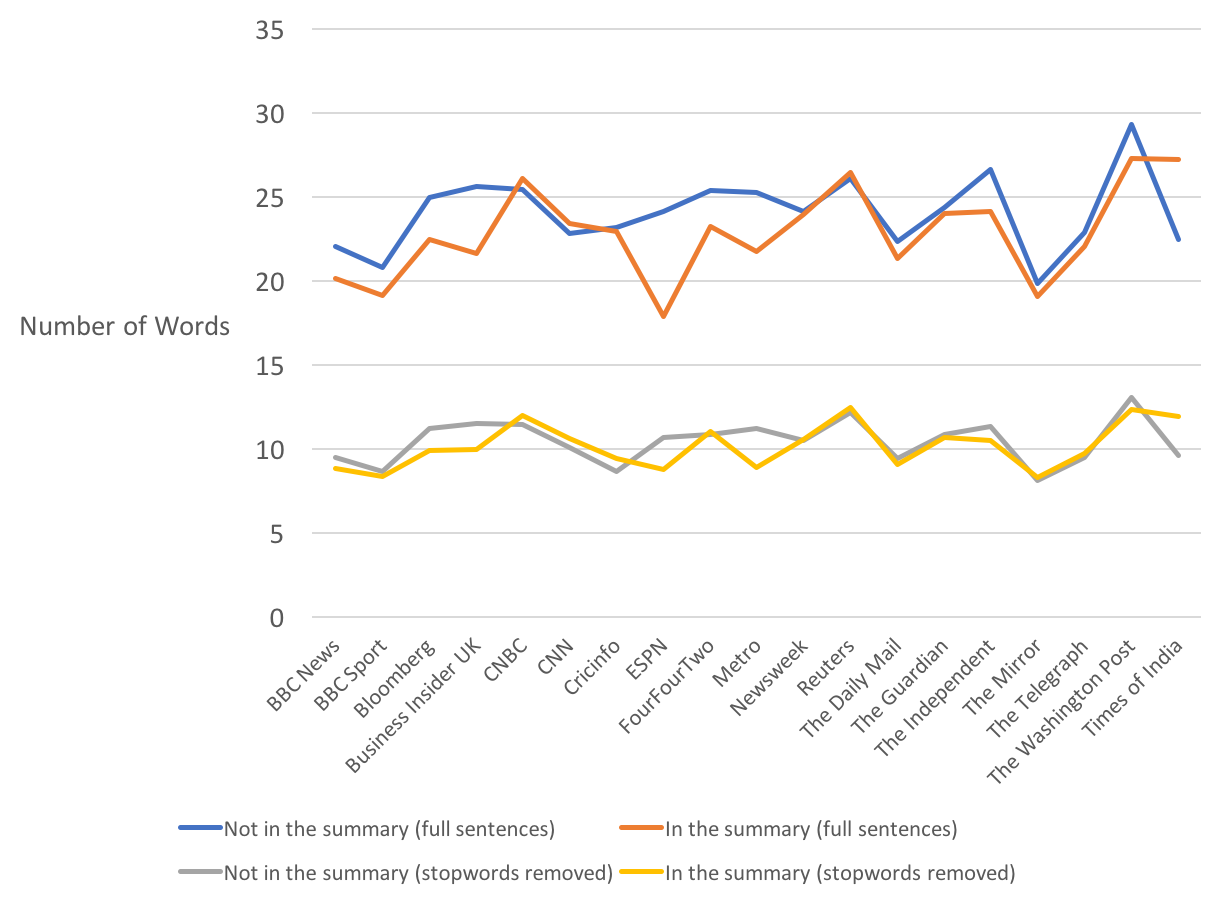 35
30
25
20
Number of Words
15
10
5
0
BBC News
BBC Sport
Bloomberg
Business Insider UK
CNBC
CNN
Cricinfo
ESPN
FourFourTwo
Metro
Newsweek
Reuters
The Daily Mail
The Guardian
The Independent
The Mirror
The Telegraph
The Washington Post
Times of India
Not in the summary (full sentences)
In the summary (full sentences)
Not in the summary (stopwords removed)
In the summary (stopwords removed)